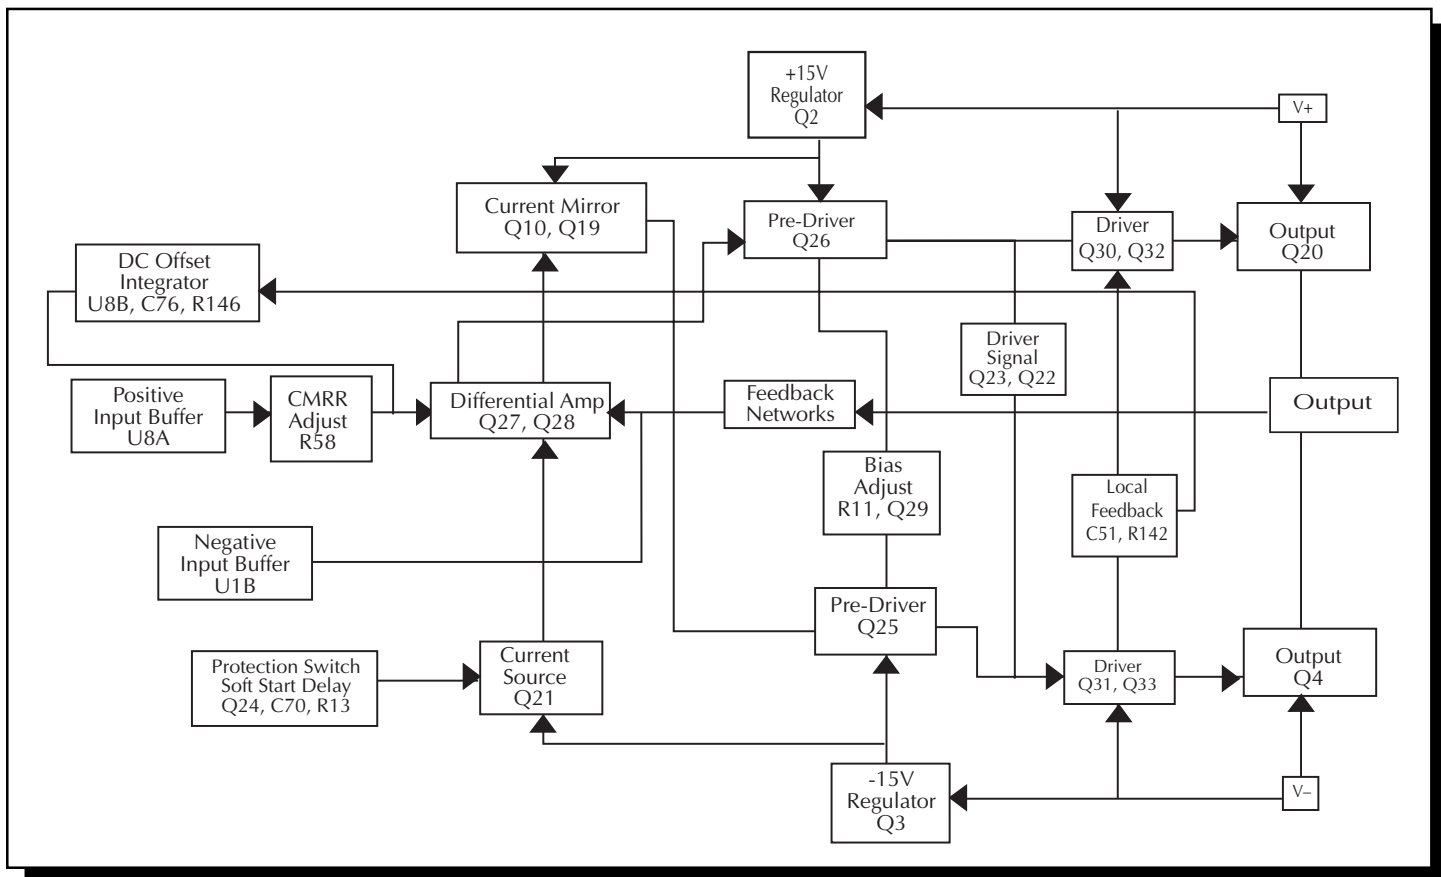 +15V
Regulator
Q2
V+
Current Mirror
Q10, Q19
Pre-Driver
Q26
Driver
Q30, Q32
Output
Q20
DC Offset
Integrator
U8B, C76, R146
Driver
Signal
Q23, Q22
Positive
Input Buffer
U8A
CMRR
Adjust
R58
Differential Amp
Q27, Q28
Feedback
Networks
Output
Bias
Adjust
R11, Q29
Local
Feedback
C51, R142
Negative
Input Buffer
U1B
Pre-Driver
Q25
Protection Switch
Soft Start Delay
Q24, C70, R13
Current
Source
Q21
Driver
Q31, Q33
Output
Q4
-15V
Regulator
Q3
V–